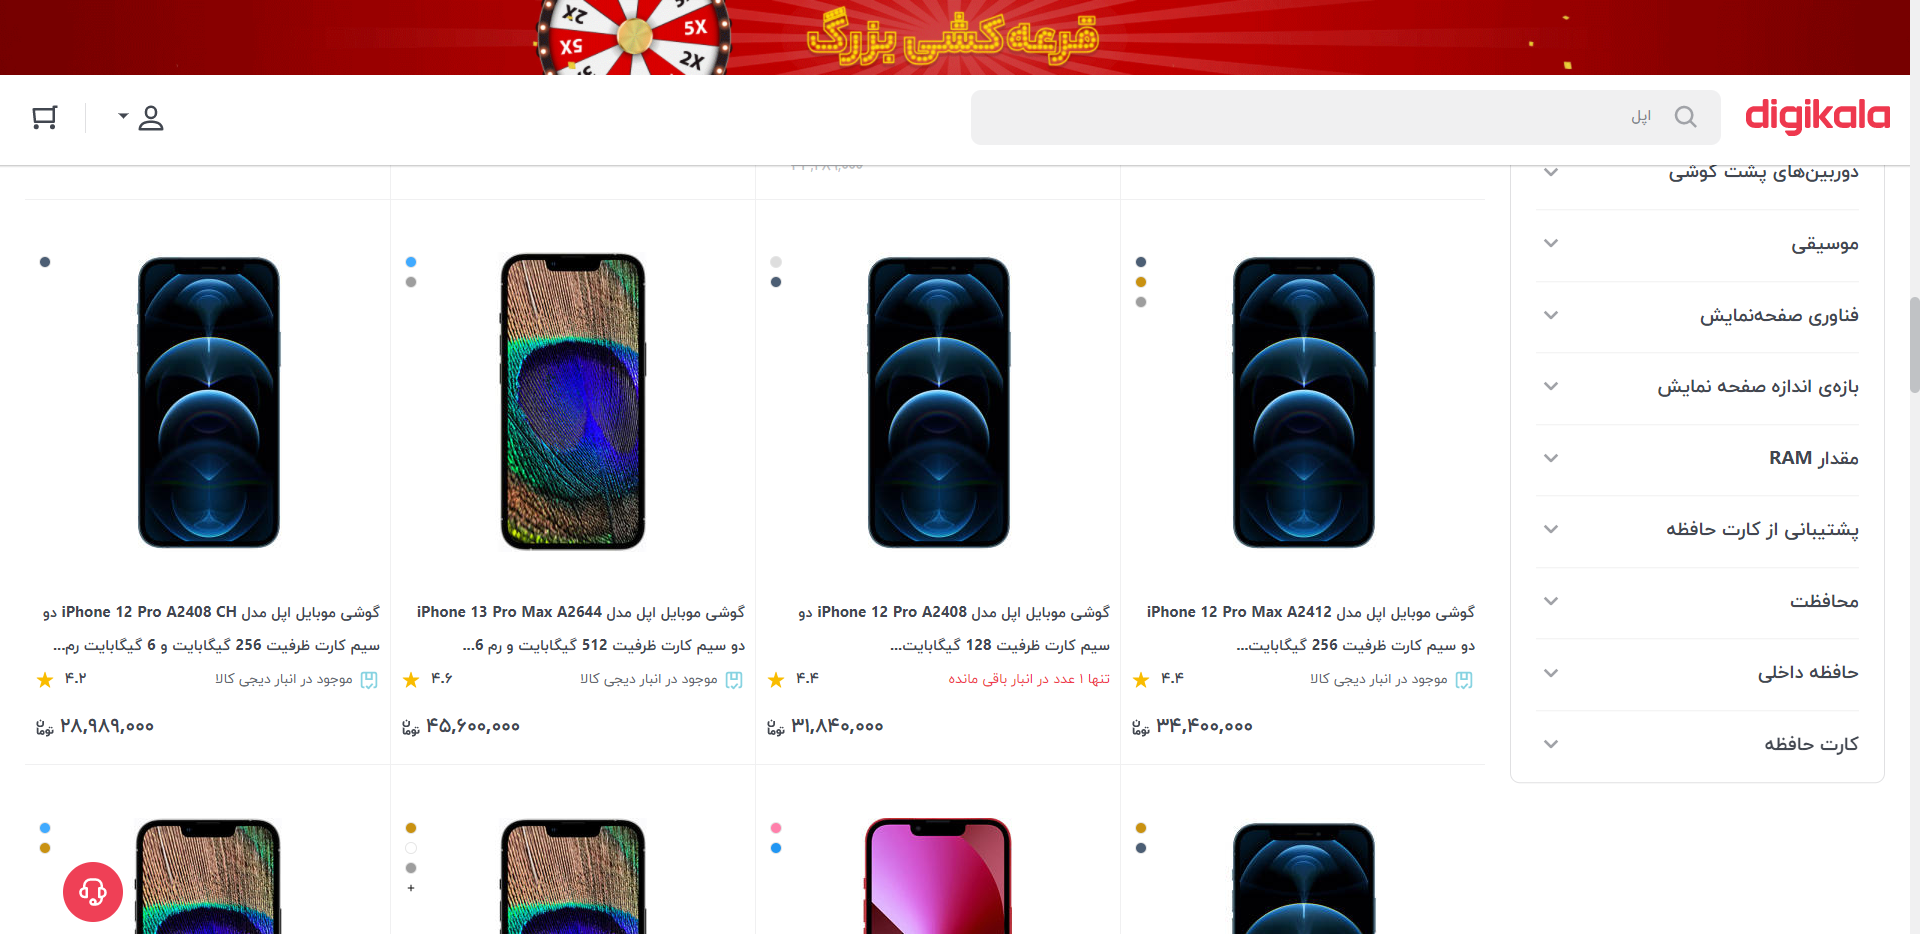 قرعه‌کشی بزرگ
2X
5X
5X
2X
digikala
اپل
دوربین‌های پشت گوشی
موسیقی
فناوری صفحه‌نمایش
بازه‌ی اندازه صفحه نمایش
مقدار RAM
پشتیبانی از کارت حافظه
محافظت
حافظه داخلی
کارت حافظه
گوشی موبایل اپل مدل iPhone 12 Pro Max A2412
دو سیم کارت ظرفیت 256 گیگابایت...
موجود در انبار دیجی کالا
۴.۴
۳۴,۴۰۰,۰۰۰ تومان
گوشی موبایل اپل مدل iPhone 12 Pro A2408 دو
سیم کارت ظرفیت 128 گیگابایت...
تنها ۱ عدد در انبار باقی مانده
۴.۴
۳۱,۸۴۰,۰۰۰ تومان
گوشی موبایل اپل مدل iPhone 13 Pro Max A2644
دو سیم کارت ظرفیت 512 گیگابایت و رم 6...
موجود در انبار دیجی کالا
۴.۶
۴۵,۶۰۰,۰۰۰ تومان
گوشی موبایل اپل مدل iPhone 12 Pro A2408 CH دو
سیم کارت ظرفیت 256 گیگابایت و 6 گیگابایت رم...
موجود در انبار دیجی کالا
۴.۲
۲۸,۹۸۹,۰۰۰ تومان
+